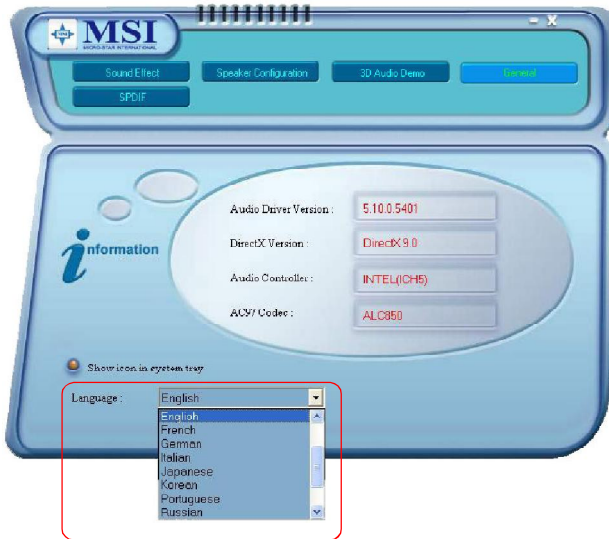 MSI
MICRO-STAR INTERNATIONAL
Sound Effect
Speaker Configuration
3D Audio Demo
General
SPDIF
information
Audio Driver Version :
5.10.0.5401
DirectX Version :
DirectX 9.0
Audio Controller :
INTEL(ICH5)
AC97 Codec :
ALC850
Show icon in system tray
Language :
English
English
French
German
Italian
Japanese
Korean
Portuguese
Russian